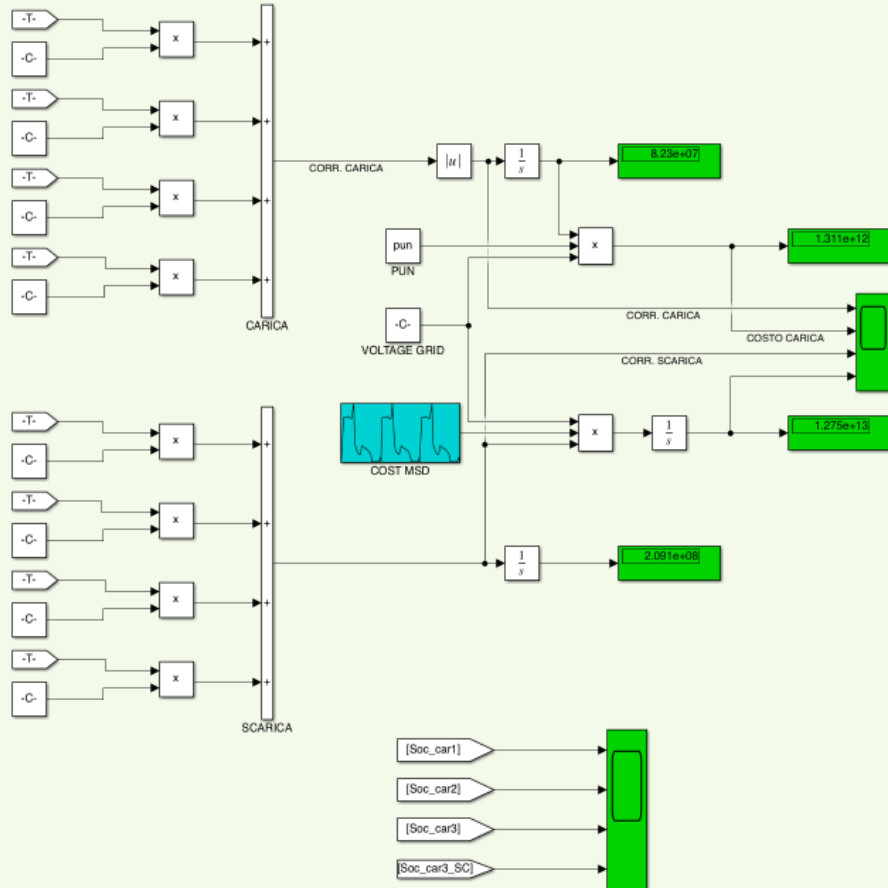 -T-
-C-
x
+
-T-
-C-
x
+
-T-
-C-
x
+
-T-
-C-
x
+
CARICA
CORR. CARICA
|u|
1
s
8.23e+07
pun
PUN
x
1.311e+12
-C-
VOLTAGE GRID
CORR. CARICA
COSTO CARICA
CORR. SCARICA
COST MSD
x
1
s
1.275e+13
-T-
-C-
x
+
-T-
-C-
x
+
-T-
-C-
x
+
-T-
-C-
x
+
SCARICA
1
s
2.091e+08
[Soc_car1]
[Soc_car2]
[Soc_car3]
[Soc_car3_SC]